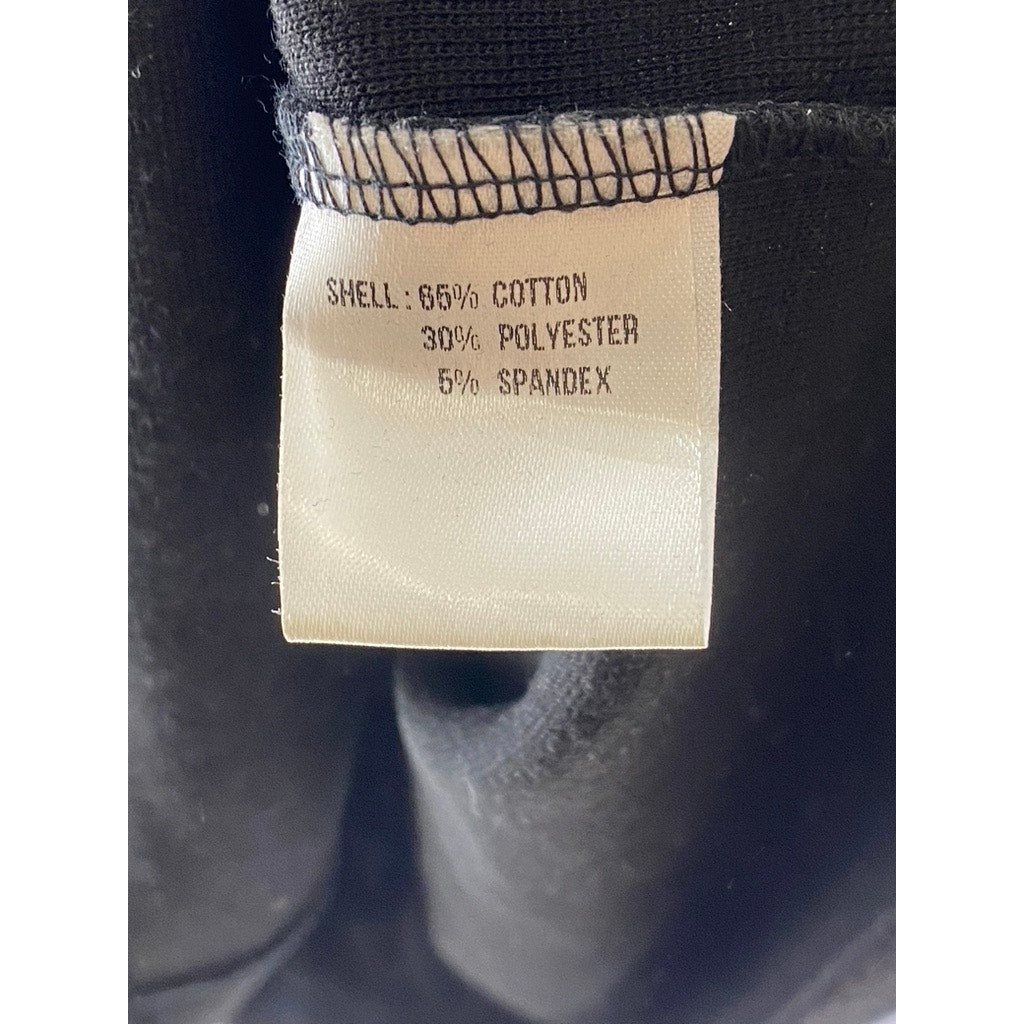 SHELL: 65% COTTON
30% POLYESTER
5% SPANDEX